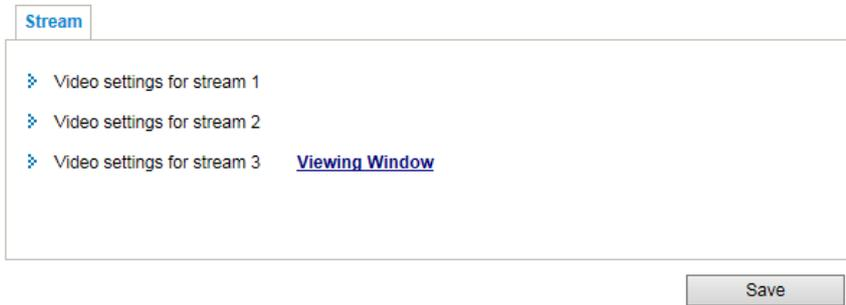 Stream
Video settings for stream 1
Video settings for stream 2
Video settings for stream 3 Viewing Window
Save